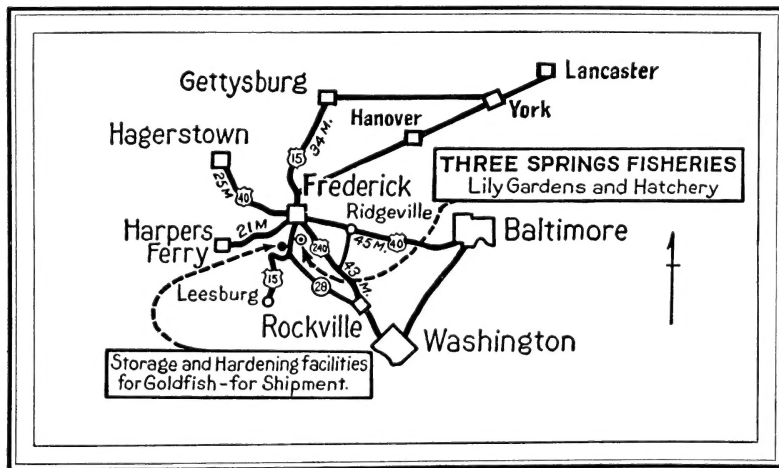 Lancaster
Gettysburg
York
Hanover
Hagerstown
15
34 M.
25 M
40
THREE SPRINGS FISHERIES
Lily Gardens and Hatchery
Frederick
Ridgeville
Harpers
Ferry
21 M
240
45 M.
40
Baltimore
43 M.
15
Leesburg
28
Rockville
Washington
Storage and Hardening facilities
for Goldfish-for Shipment.